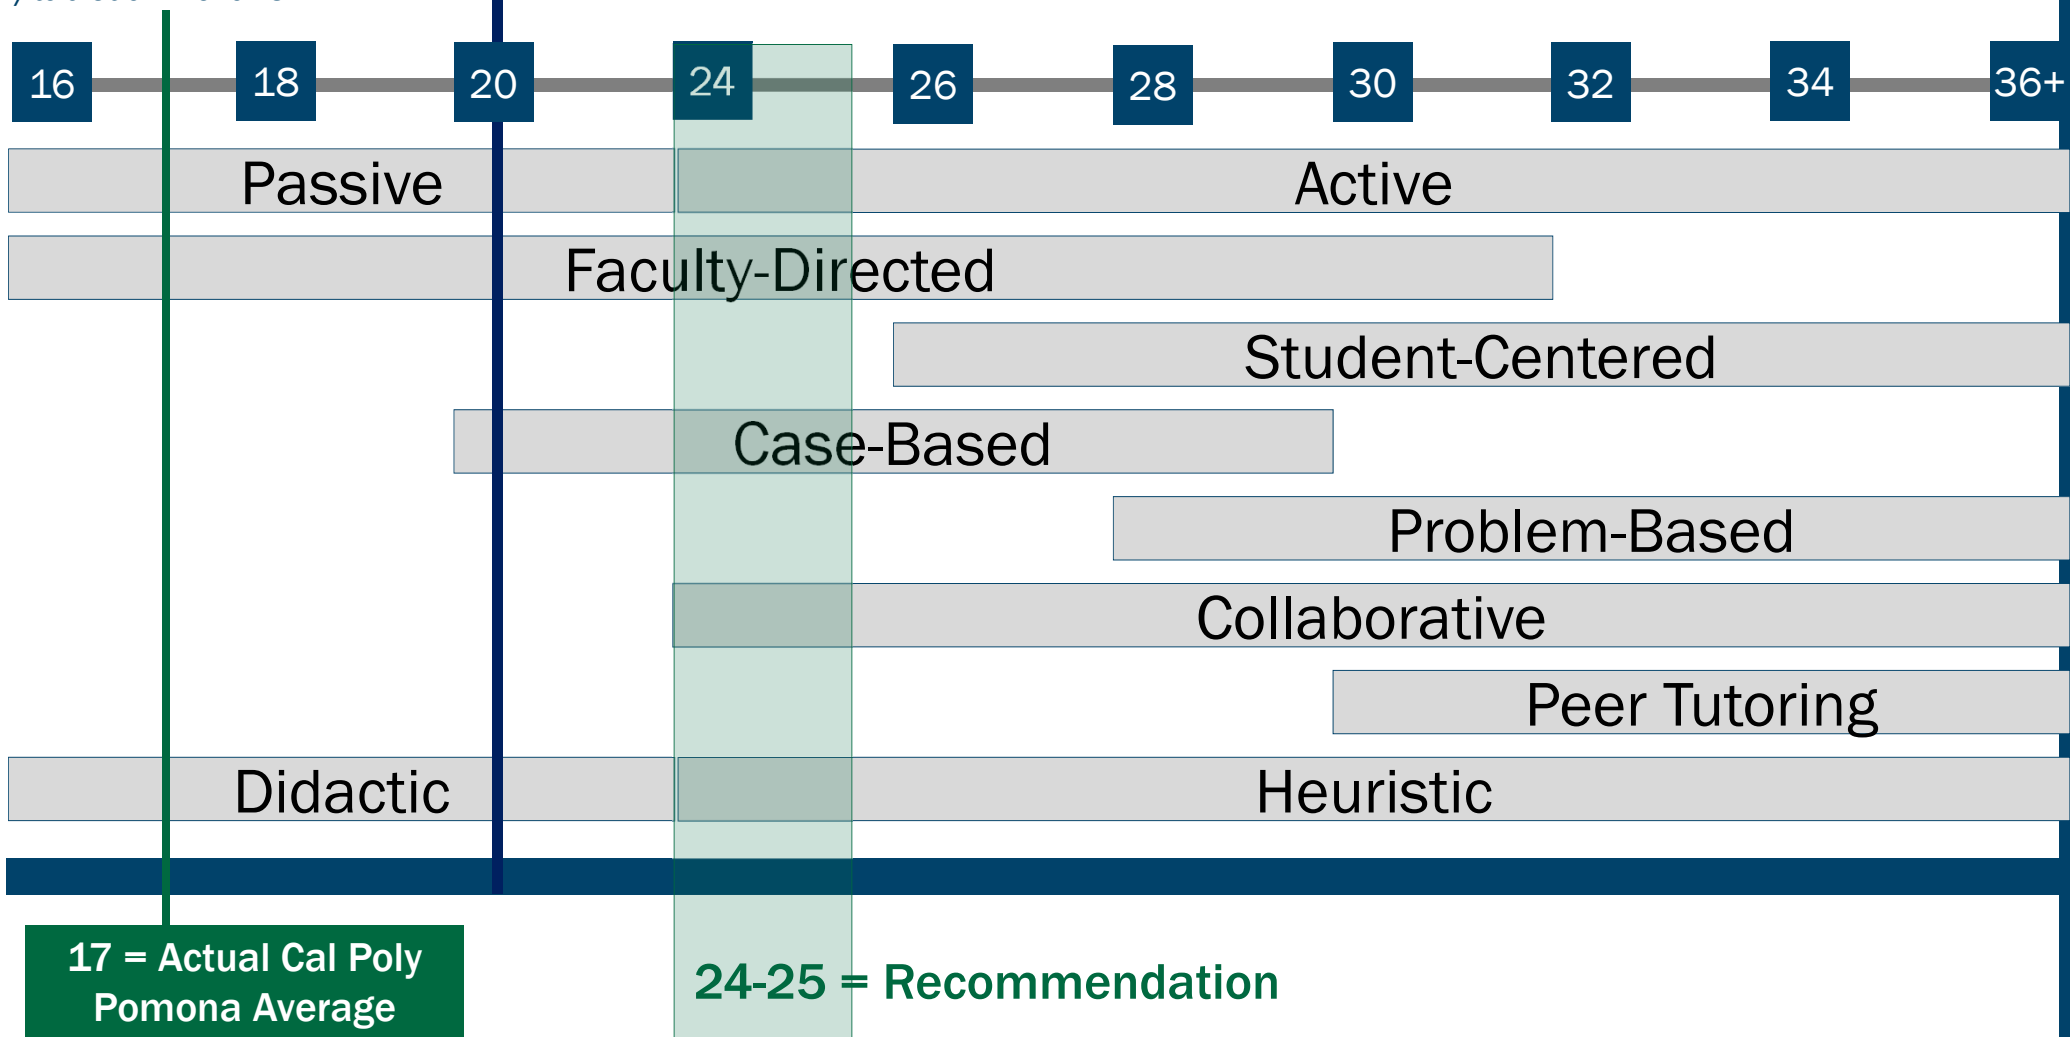 16 18 20 24 26 28 30 32 34 36+
Passive Active
Faculty-Directed
Student-Centered
Case-Based
Problem-Based
Collaborative
Peer Tutoring
Didactic Heuristic
17 = Actual Cal Poly
Pomona Average
24-25 = Recommendation